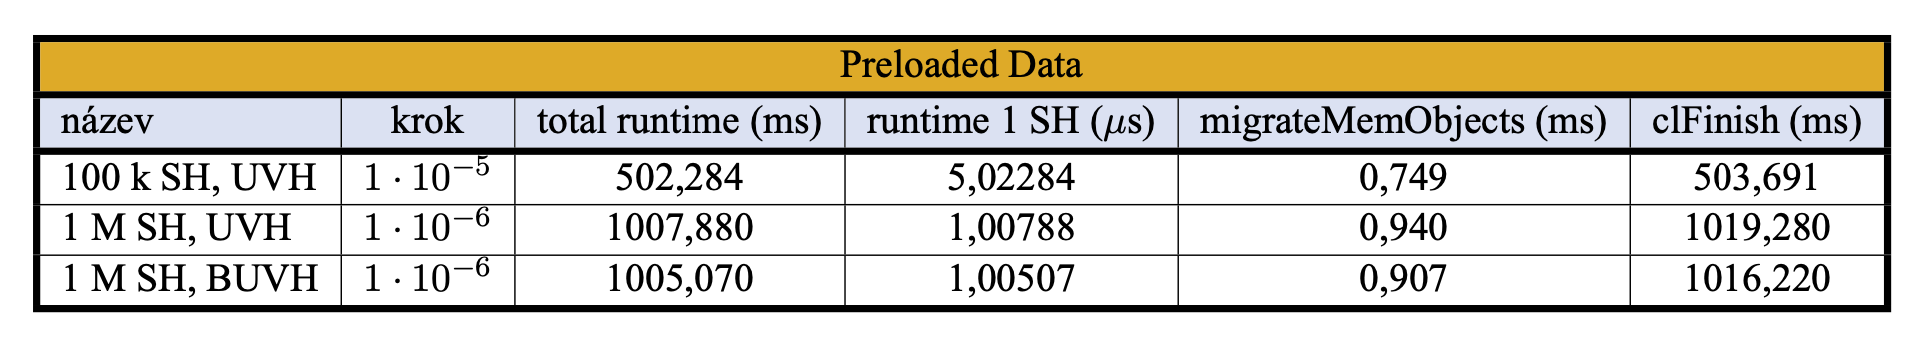 Preloaded Data
název krok total runtime (ms) runtime 1 SH (μs) migrateMemObjects (ms) clFinish (ms)
100 k SH, UVH 1 · 10⁻⁵ 502,284 5,02284 0,749 503,691
1 M SH, UVH 1 · 10⁻⁶ 1007,880 1,00788 0,940 1019,280
1 M SH, BUVH 1 · 10⁻⁶ 1005,070 1,00507 0,907 1016,220